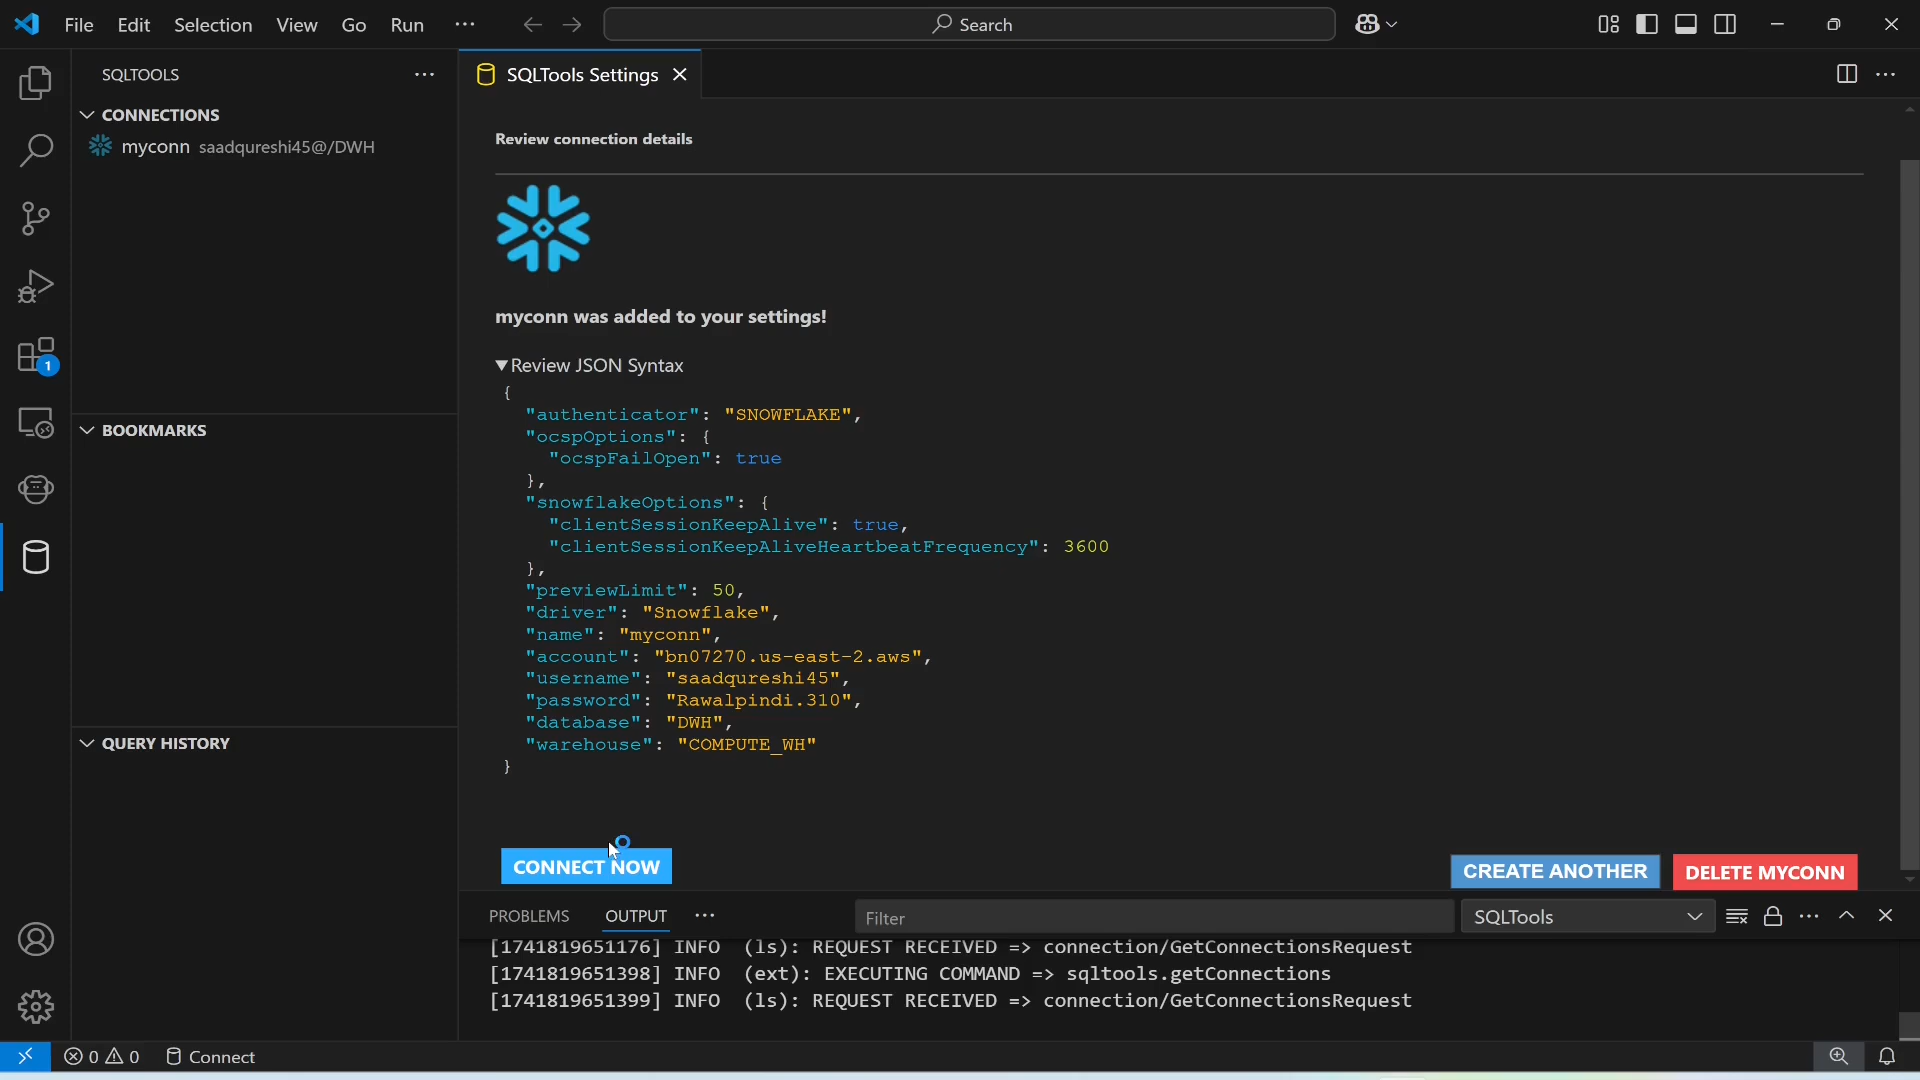 File Edit Selection View Go Run ···
Search
SQLTOOLS
SQLTools Settings
CONNECTIONS
myconn saadqureshi45@/DWH
BOOKMARKS
QUERY HISTORY
1
Review connection details
myconn was added to your settings!
▼Review JSON Syntax
{
"authenticator": "SNOWFLAKE",
"ocspOptions": {
"ocspFailOpen": true
},
"snowflakeOptions": {
"clientSessionKeepAlive": true,
"clientSessionKeepAliveHeartbeatFrequency": 3600
},
"previewLimit": 50,
"driver": "Snowflake",
"name": "myconn",
"account": "bn07270.us-east-2.aws",
"username": "saadqureshi45",
"password": "Rawalpindi.310",
"database": "DWH",
"warehouse": "COMPUTE_WH"
}
CONNECT NOW
CREATE ANOTHER
DELETE MYCONN
PROBLEMS OUTPUT ···
Filter
SQLTools
[1741819651176] INFO (ls): REQUEST RECEIVED => connection/GetConnectionsRequest
[1741819651398] INFO (ext): EXECUTING COMMAND => sqltools.getConnections
[1741819651399] INFO (ls): REQUEST RECEIVED => connection/GetConnectionsRequest
0 0 Connect